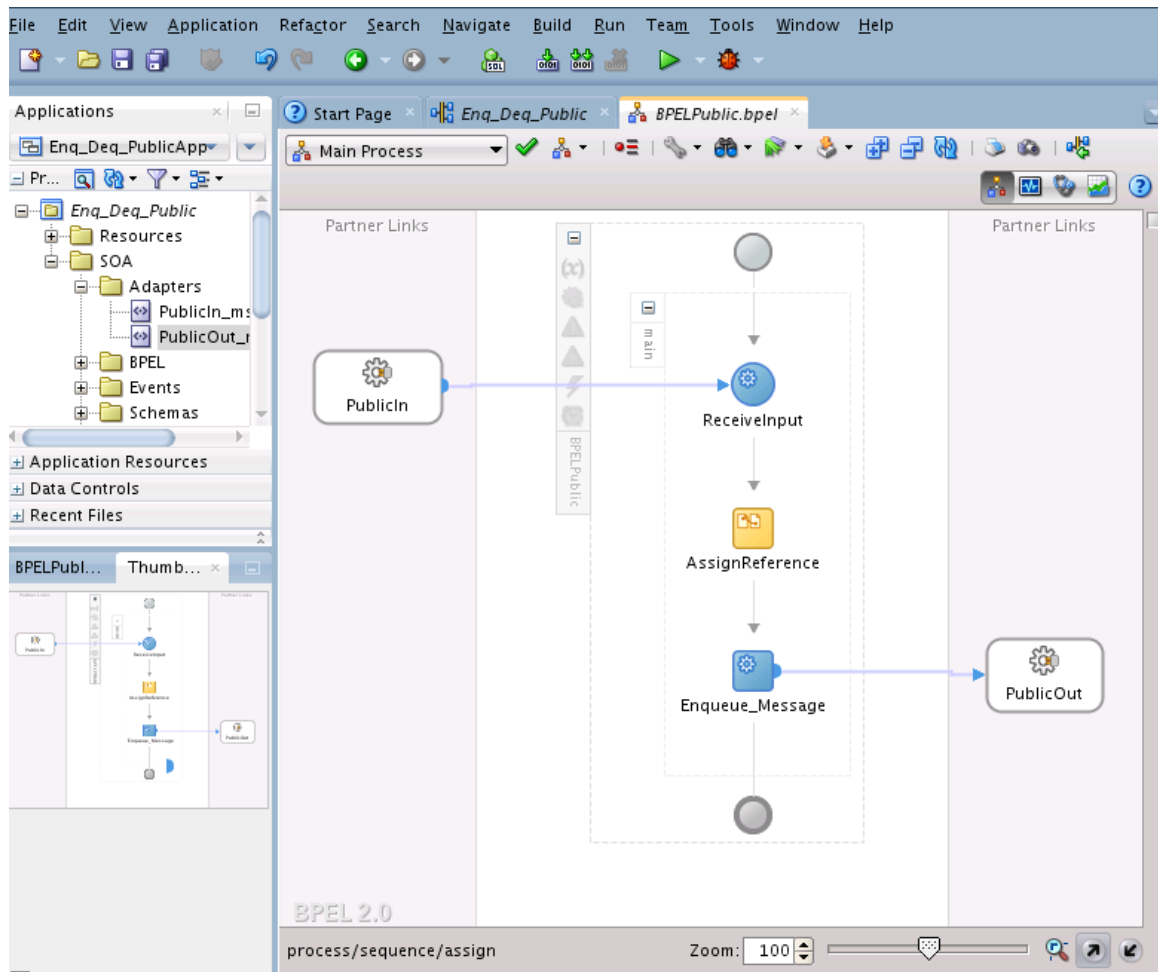 File Edit View Application Refactor Search Navigate Build Run Team Tools Window Help
Applications
Start Page
Enq_Deq_Public
BPELPublic.bpel
Enq_Deq_PublicApp
Main Process
Pr...
Enq_Deq_Public
Resources
SOA
Adapters
PublicIn_ms
PublicOut_r
BPEL
Events
Schemas
Application Resources
Data Controls
Recent Files
BPELPubl...
Thumb...
Partner Links
Partner Links
main
BPELPublic
PublicIn
ReceiveInput
AssignReference
Enqueue_Message
PublicOut
BPEL 2.0
process/sequence/assign
Zoom: 100